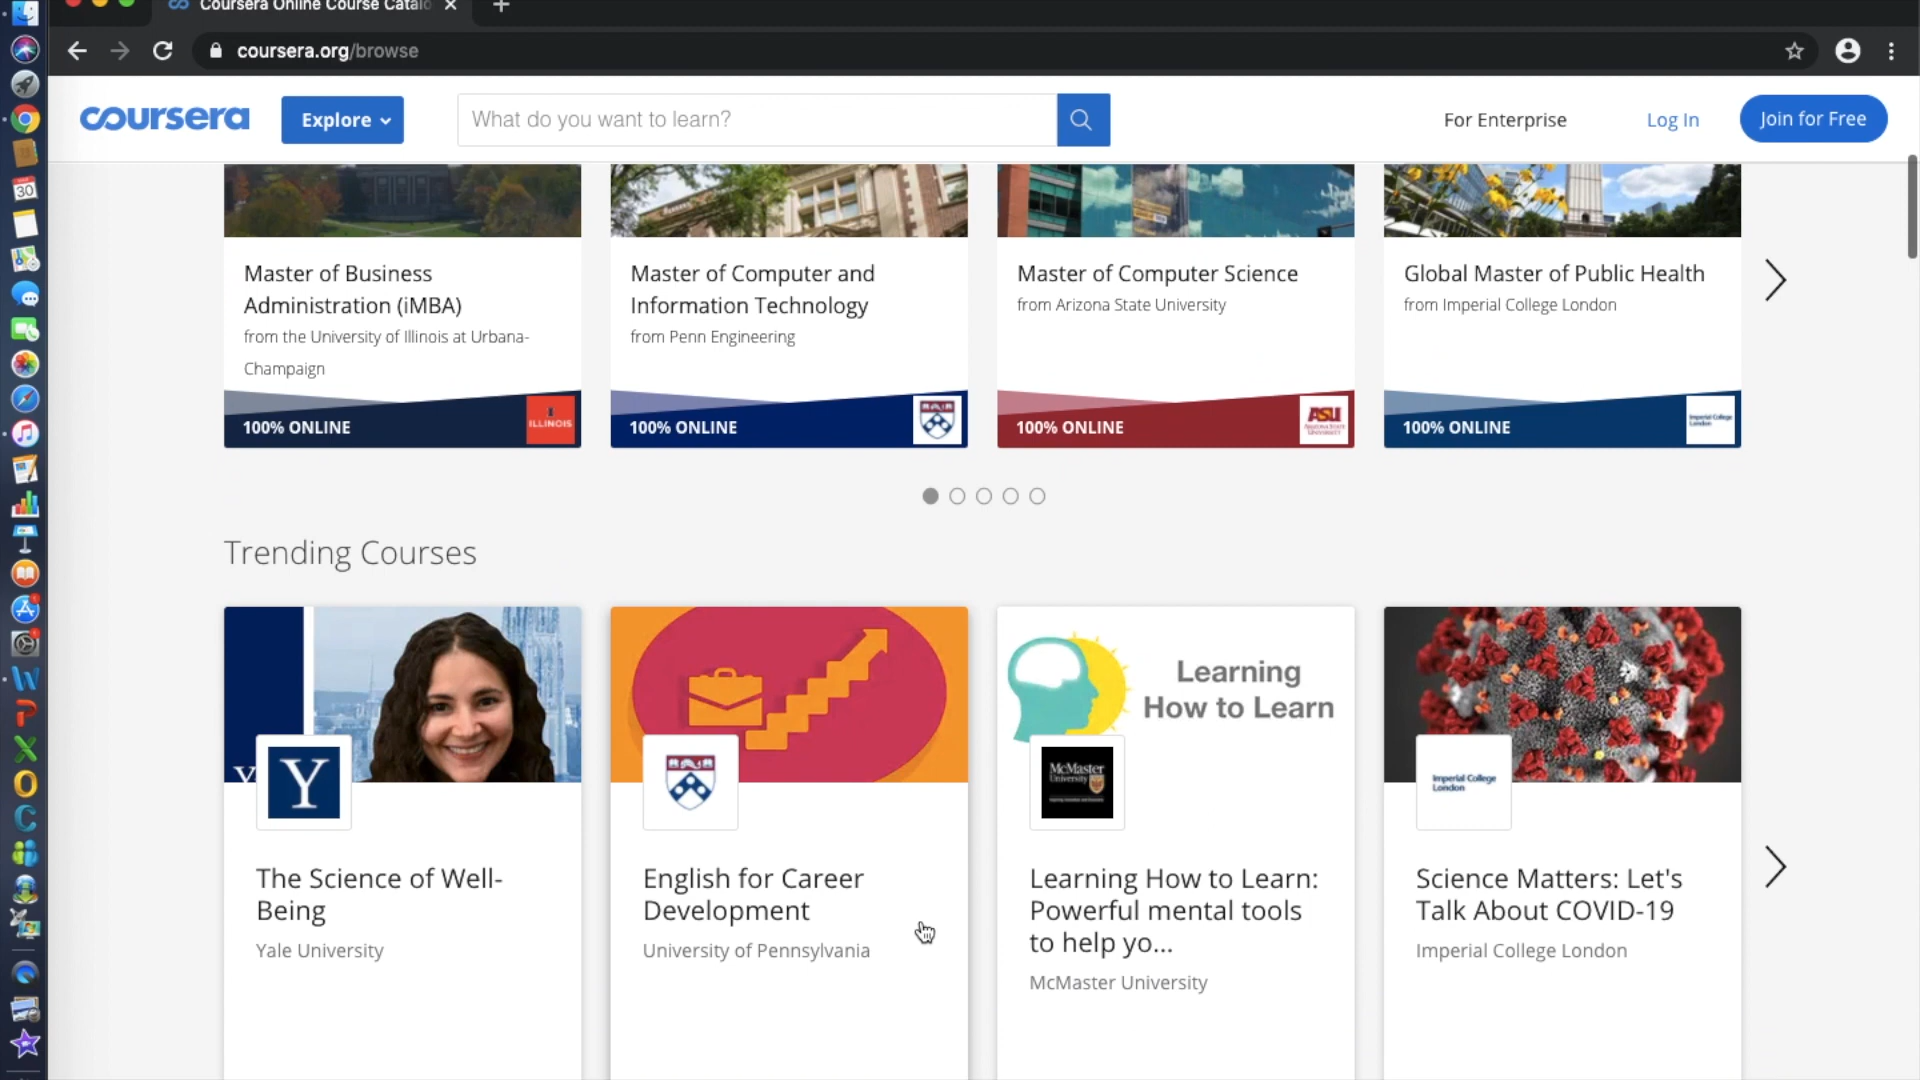 Coursera Online Course Catalo
coursera.org/browse
coursera
Explore
What do you want to learn?
For Enterprise
Log In
Join for Free
30
Master of Business
Administration (iMBA)
from the University of Illinois at Urbana-
Champaign
100% ONLINE
ILLINOIS
Master of Computer and
Information Technology
from Penn Engineering
100% ONLINE
Master of Computer Science
from Arizona State University
100% ONLINE
ASU
Global Master of Public Health
from Imperial College London
100% ONLINE
Imperial College
London
Trending Courses
Y
Y
The Science of Well-
Being
Yale University
English for Career
Development
University of Pennsylvania
Learning
How to Learn
McMaster
University
Learning How to Learn:
Powerful mental tools
to help yo...
McMaster University
Imperial College
London
Science Matters: Let's
Talk About COVID-19
Imperial College London